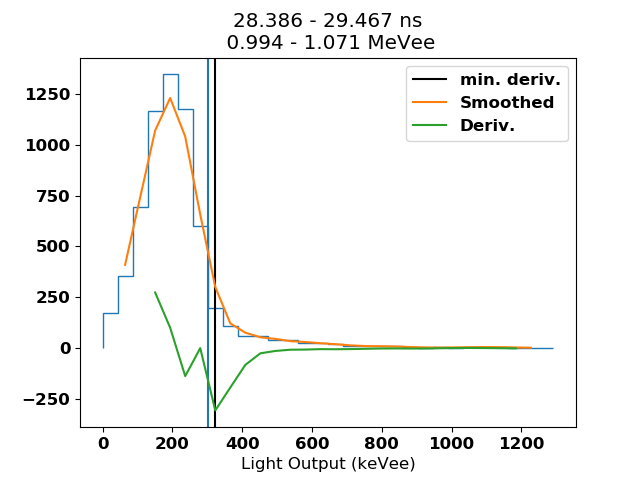 28.386 - 29.467 ns
0.994 - 1.071 MeVee
min. deriv.
Smoothed
Deriv.
1250
1000
750
500
250
0
−250
0 200 400 600 800 1000 1200
Light Output (keVee)